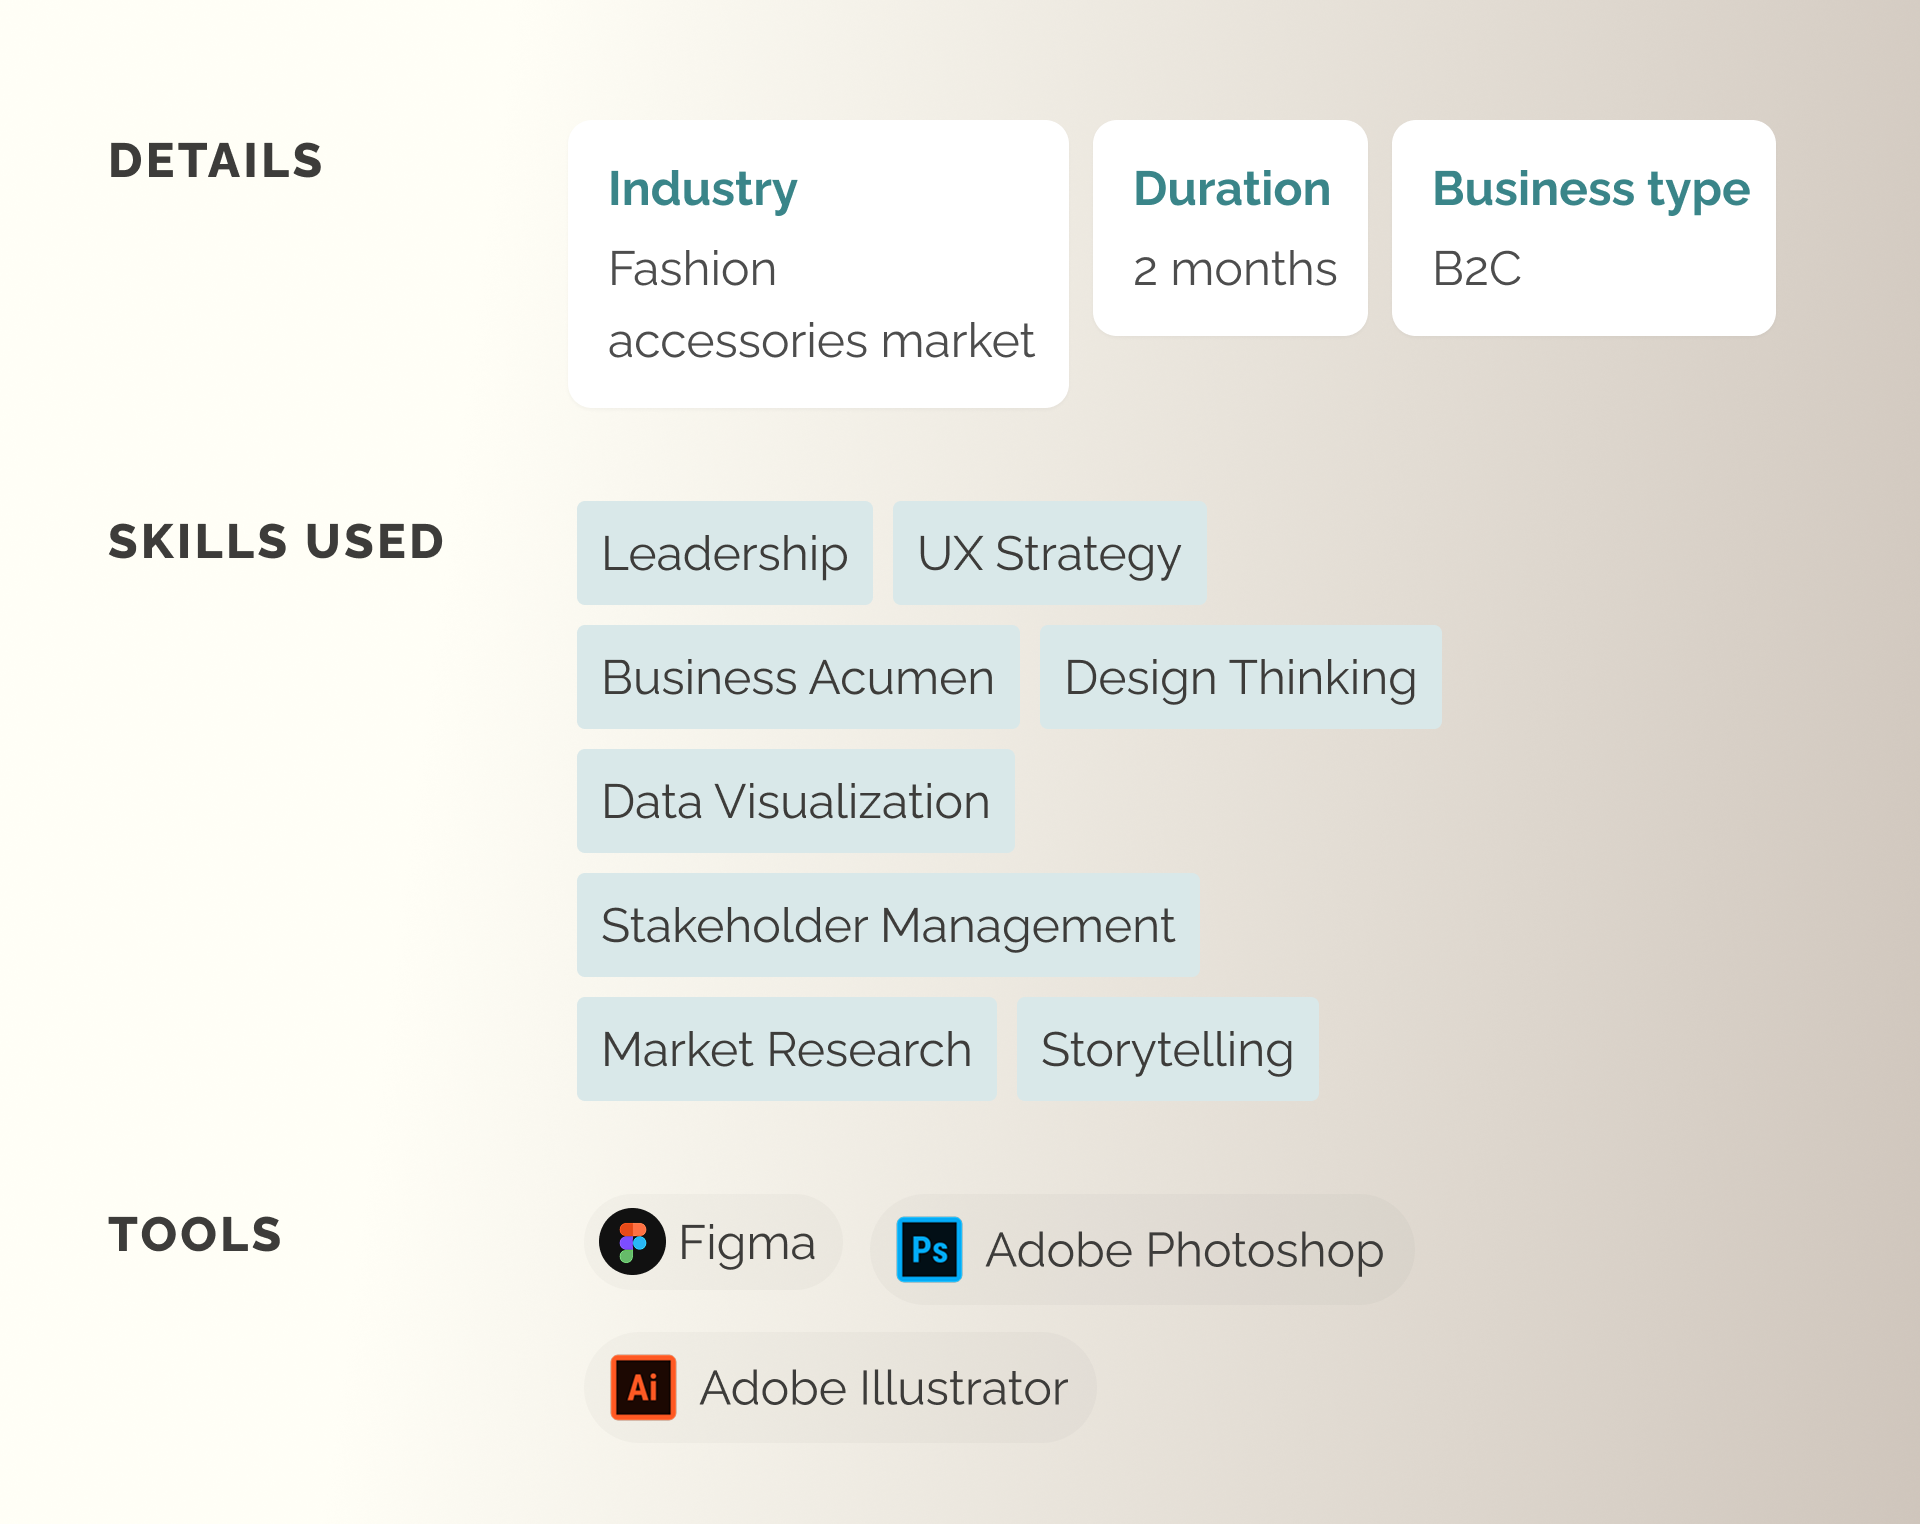 DETAILS
Industry
Fashion
accessories market
Duration
2 months
Business type
B2C
SKILLS USED
Leadership
UX Strategy
Business Acumen
Design Thinking
Data Visualization
Stakeholder Management
Market Research
Storytelling
TOOLS
Figma
Ps
Adobe Photoshop
Ai
Adobe Illustrator